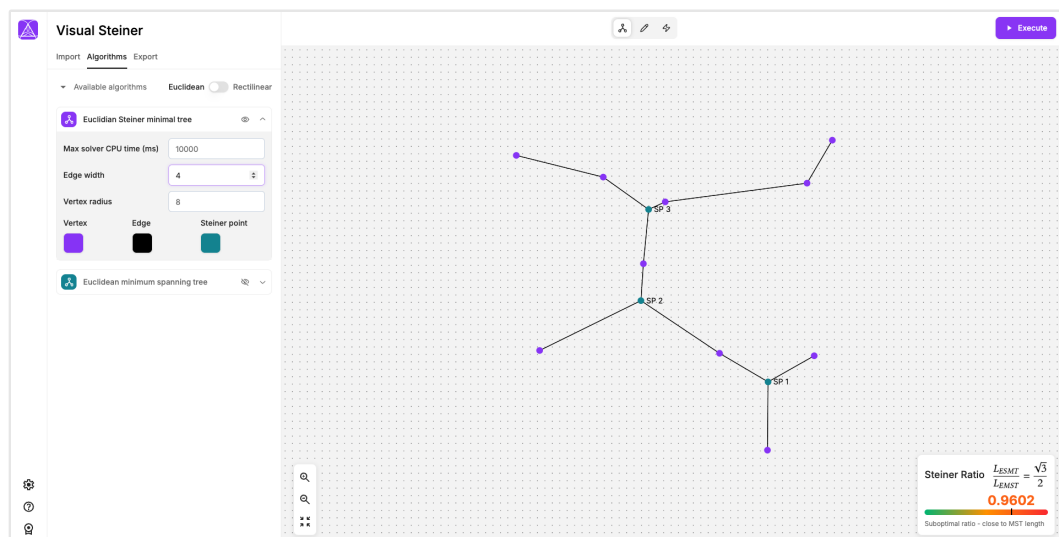 Visual Steiner
Execute
Import Algorithms Export
Available algorithms Euclidean Rectilinear
Euclidian Steiner minimal tree
Max solver CPU time (ms) 10000
Edge width 4
Vertex radius 8
Vertex Edge Steiner point
Euclidean minimum spanning tree
SP 3
SP 2
SP 1
Steiner Ratio L_ESMT / L_EMST = √3 / 2
0.9602
Suboptimal ratio - close to MST length